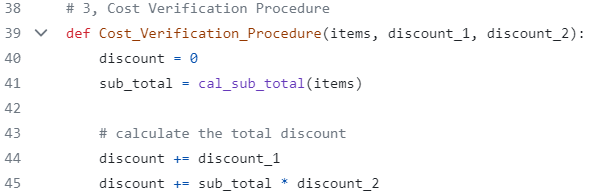 38 # 3, Cost Verification Procedure
39 def Cost_Verification_Procedure(items, discount_1, discount_2):
40 discount = 0
41 sub_total = cal_sub_total(items)
42
43 # calculate the total discount
44 discount += discount_1
45 discount += sub_total * discount_2